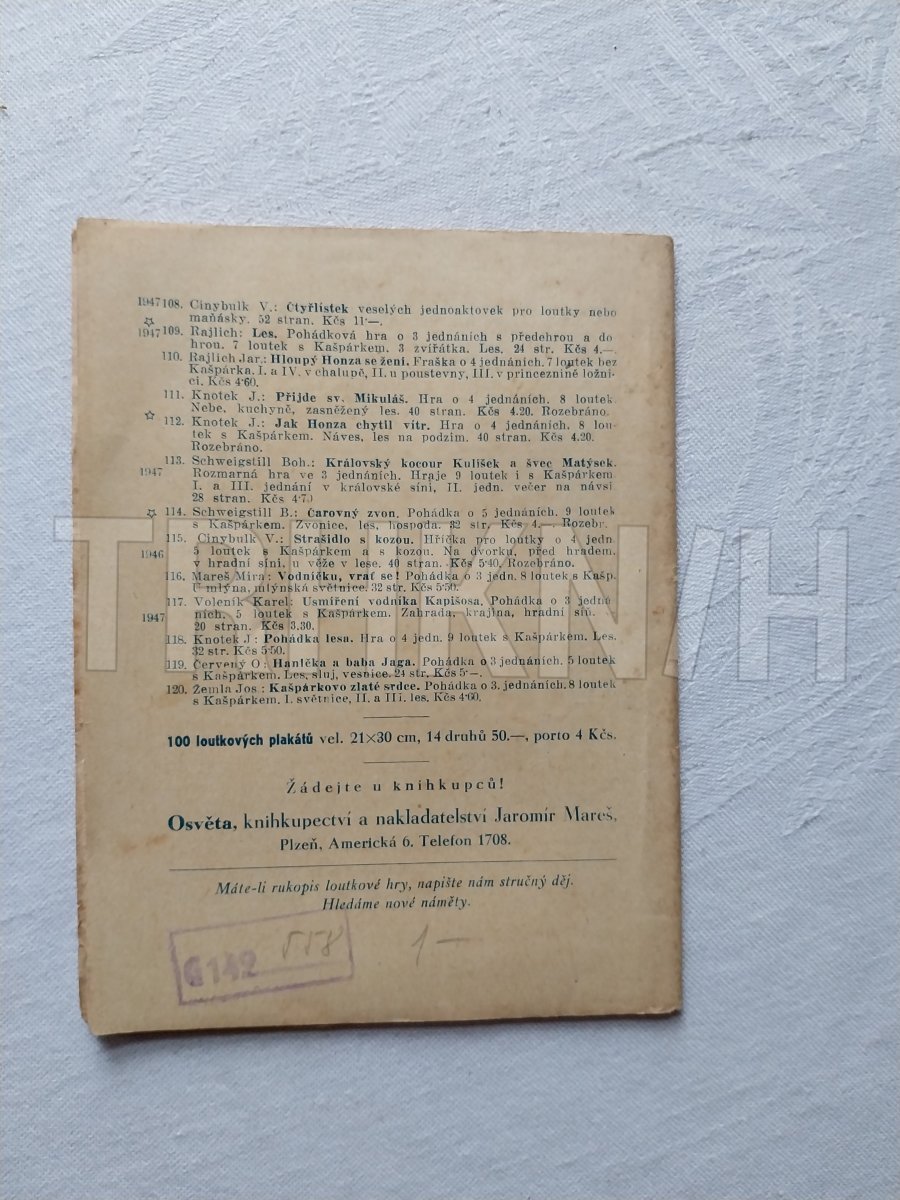 1947 108. Cinybulk V.: Čtyřlístek veselých jednoaktovek pro loutky nebo
maňásky. 52 stran. Kčs 11·—.
1947 109. Rajlich: Les. Pohádková hra o 3 jednáních s předehrou a do
hrou. 7 loutek s Kašpárkem. 3 zvířátka. Les. 24 str. Kčs 4.—.
110. Rajlich Jar.: Hloupý Honza se žení. Fraška o 4 jednáních. 7 loutek bez
Kašpárka. I. a IV. v chalupě, II. u poustevny, III. v princeznině ložni-
ci. Kčs 4·60.
111. Knotek J.: Přijde sv. Mikuláš. Hra o 4 jednáních. 8 loutek.
Nebe, kuchyně, zasněžený les. 40 stran. Kčs 4.20. Rozebráno.
112. Knotek J.: Jak Honza chytil vítr. Hra o 4 jednáních. 8 lou-
tek s Kašpárkem. Náves, les na podzim. 40 stran. Kčs 4.20.
Rozebráno.
113. Schweigstill Boh.: Královský kocour Kulíšek a švec Matýsek.
1947 Rozmarná hra ve 3 jednáních. Hraje 9 loutek i s Kašpárkem
I. a III. jednání v královské síni, II. jedn. večer na návsi
28 stran. Kčs 4·70
114. Schweigstill B.: Čarovný zvon. Pohádka o 5 jednáních. 9 loutek
s Kašpárkem. Zvonice, les, hospoda. 32 str. Kčs 4.—. Rozebr.
115. Cinybulk V.: Strašidlo s kozou. Hříčka pro loutky o 4 jedn.
1946 5 loutek s Kašpárkem a s kozou. Na dvorku, před hradem,
v hradní síni, u věže v lese. 40 stran. Kčs 5·40. Rozebráno.
116. Mareš Míra: Vodníčku, vrať se! Pohádka o 3 jedn. 8 loutek s Kašp.
U mlýna, mlýnská světnice. 32 str. Kčs 5·50.
117. Voleník Karel: Usmíření vodníka Kapišosa. Pohádka o 3 jedná
1947 ních. 5 loutek s Kašpárkem. Zahrada, krajina, hradní síň.
20 stran. Kčs 3.30.
118. Knotek J: Pohádka lesa. Hra o 4 jedn. 9 loutek s Kašpárkem. Les.
32 str. Kčs 5·50.
119. Červený O: Hanička a baba Jaga. Pohádka o 3 jednáních. 5 loutek
s Kašpárkem. Les, sluj, vesnice. 24 str. Kčs 5·—.
120. Žemla Jos.: Kašpárkovo zlaté srdce. Pohádka o 3. jednáních. 8 loutek
s Kašpárkem. I. světnice, II. a III. les. Kčs 4·60.
100 loutkových plakátů vel. 21×30 cm, 14 druhů 50.—, porto 4 Kčs.
Žádejte u knihkupců!
Osvěta, knihkupectví a nakladatelství Jaromír Mareš,
Plzeň, Americká 6. Telefon 1708.
Máte-li rukopis loutkové hry, napište nám stručný děj.
Hledáme nové náměty.
G142 558 1—